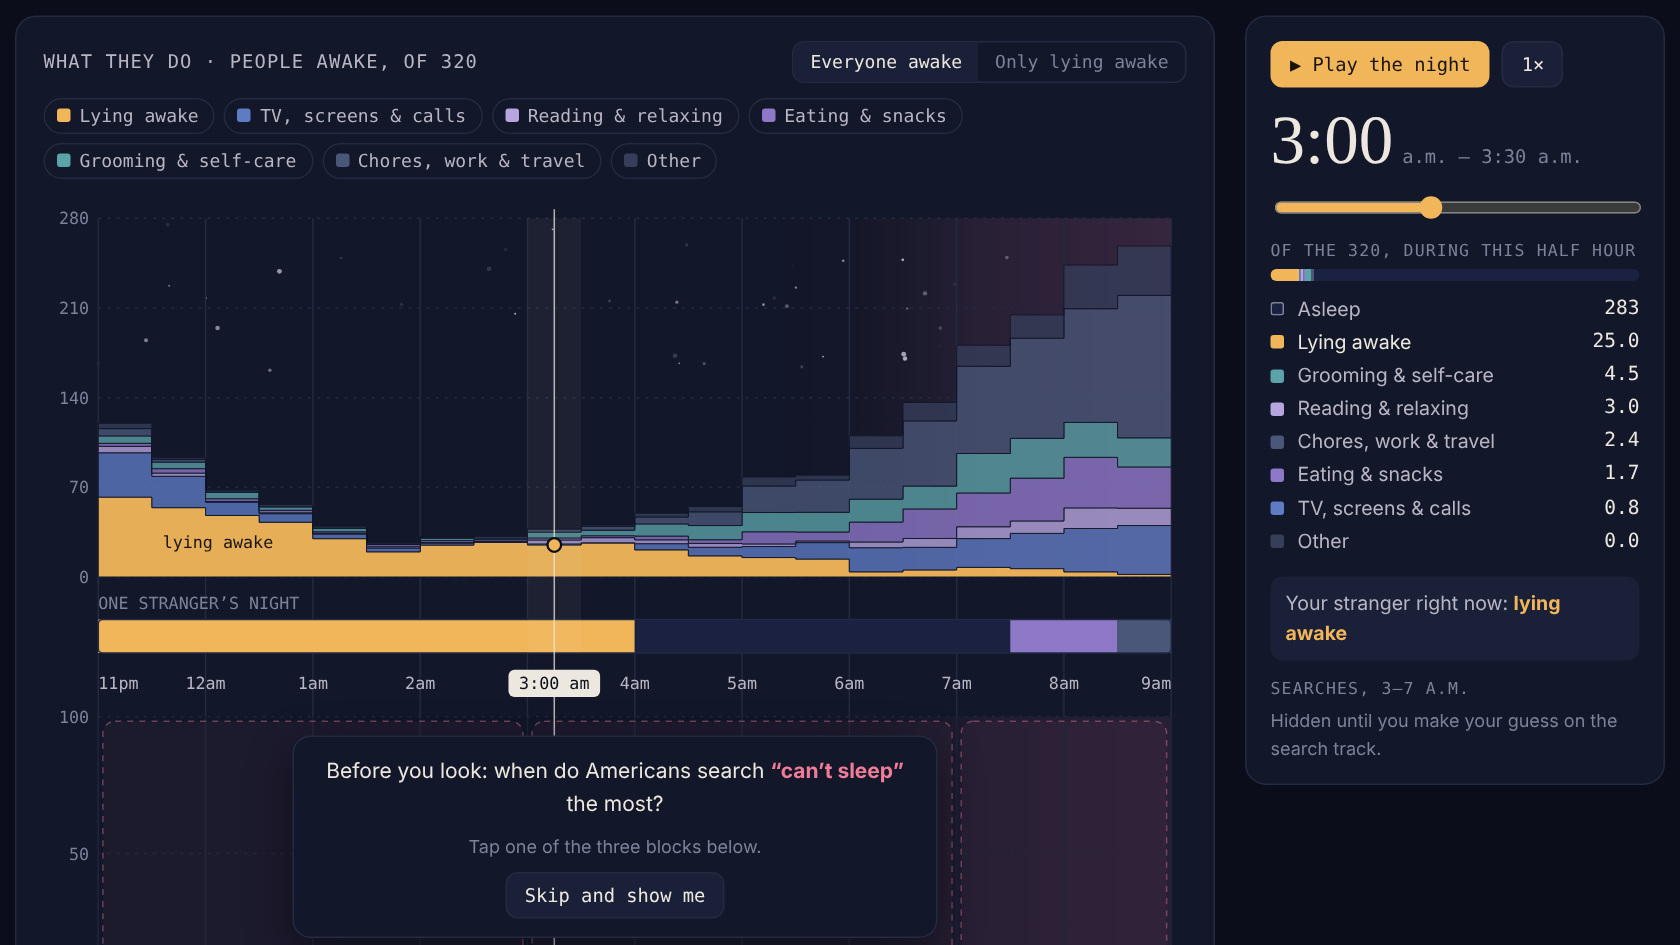 WHAT THEY DO · PEOPLE AWAKE, OF 320
Everyone awake
Only lying awake
Lying awake
TV, screens & calls
Reading & relaxing
Eating & snacks
Grooming & self-care
Chores, work & travel
Other
280
210
140
70
0
lying awake
ONE STRANGER’S NIGHT
11pm
12am
1am
2am
3:00 am
4am
5am
6am
7am
8am
9am
100
50
Before you look: when do Americans search “can’t sleep”
the most?
Tap one of the three blocks below.
Skip and show me
▶ Play the night
1×
3:00 a.m. – 3:30 a.m.
OF THE 320, DURING THIS HALF HOUR
Asleep 283
Lying awake 25.0
Grooming & self-care 4.5
Reading & relaxing 3.0
Chores, work & travel 2.4
Eating & snacks 1.7
TV, screens & calls 0.8
Other 0.0
Your stranger right now: lying
awake
SEARCHES, 3–7 A.M.
Hidden until you make your guess on the
search track.